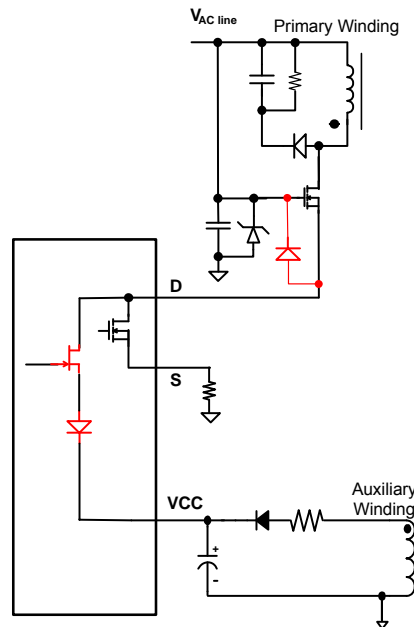 VAC line
Primary Winding
D
S
VCC
Auxiliary
Winding
+
-